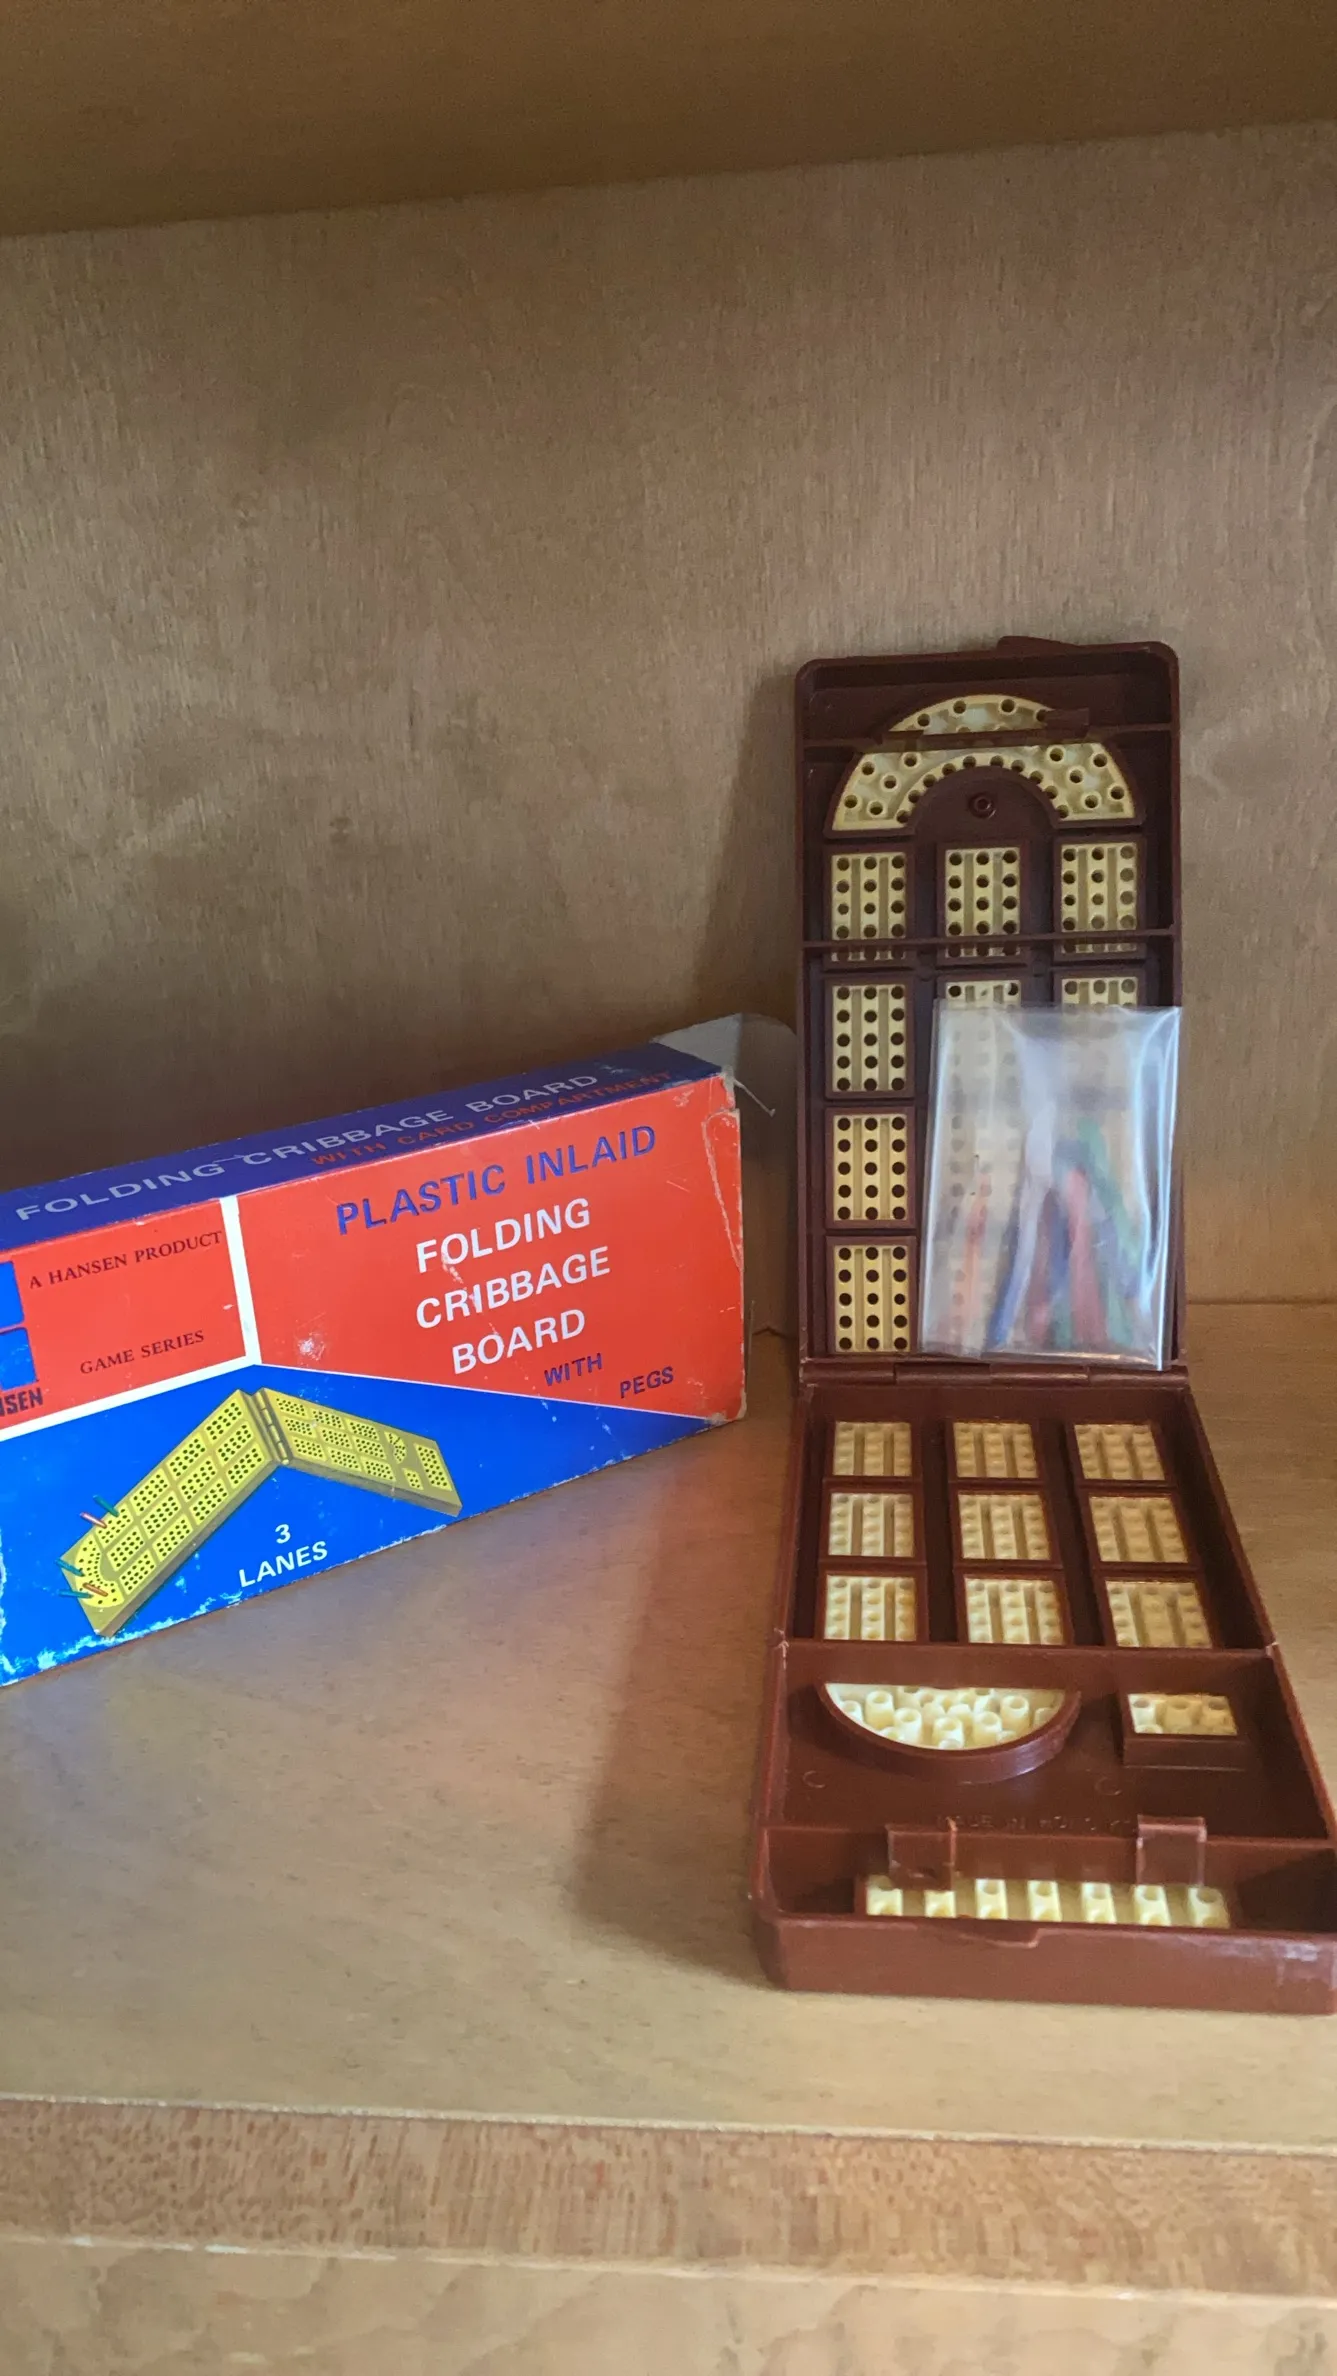 FOLDING CRIBBAGE BOARD
WITH CARD COMPARTMENT
A HANSEN PRODUCT
GAME SERIES
PLASTIC INLAID
FOLDING
CRIBBAGE
BOARD
WITH
PEGS
3
LANES